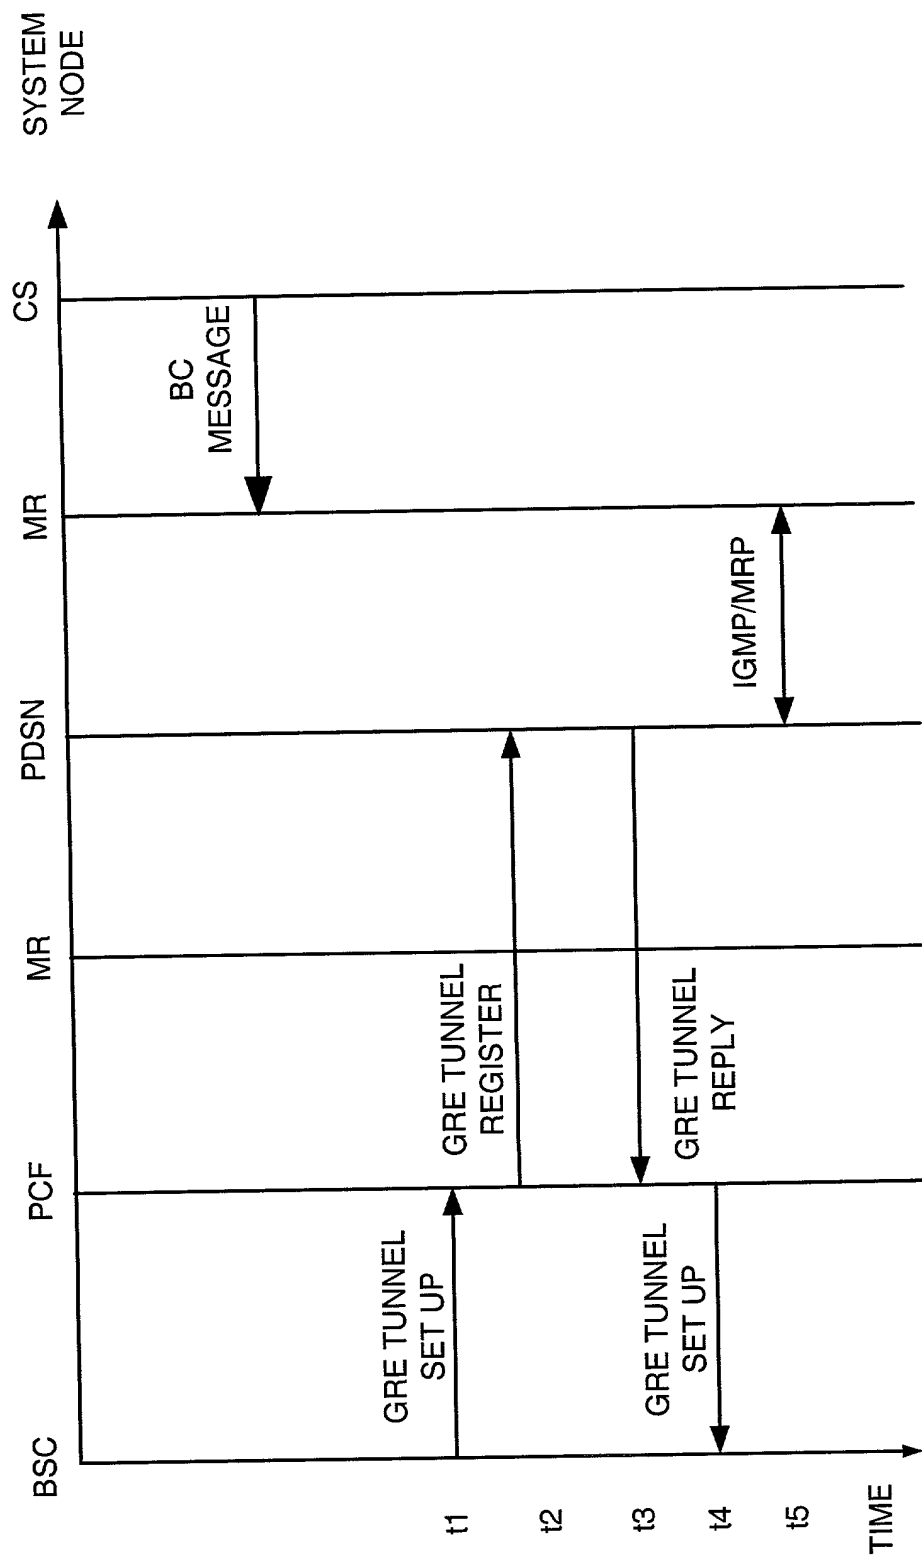 BSC
PCF
MR
PDSN
MR
CS
SYSTEM
NODE
BC
MESSAGE
t1
GRE TUNNEL
SET UP
t2
GRE TUNNEL
REGISTER
t3
GRE TUNNEL
REPLY
t4
GRE TUNNEL
SET UP
t5
IGMP/MRP
TIME